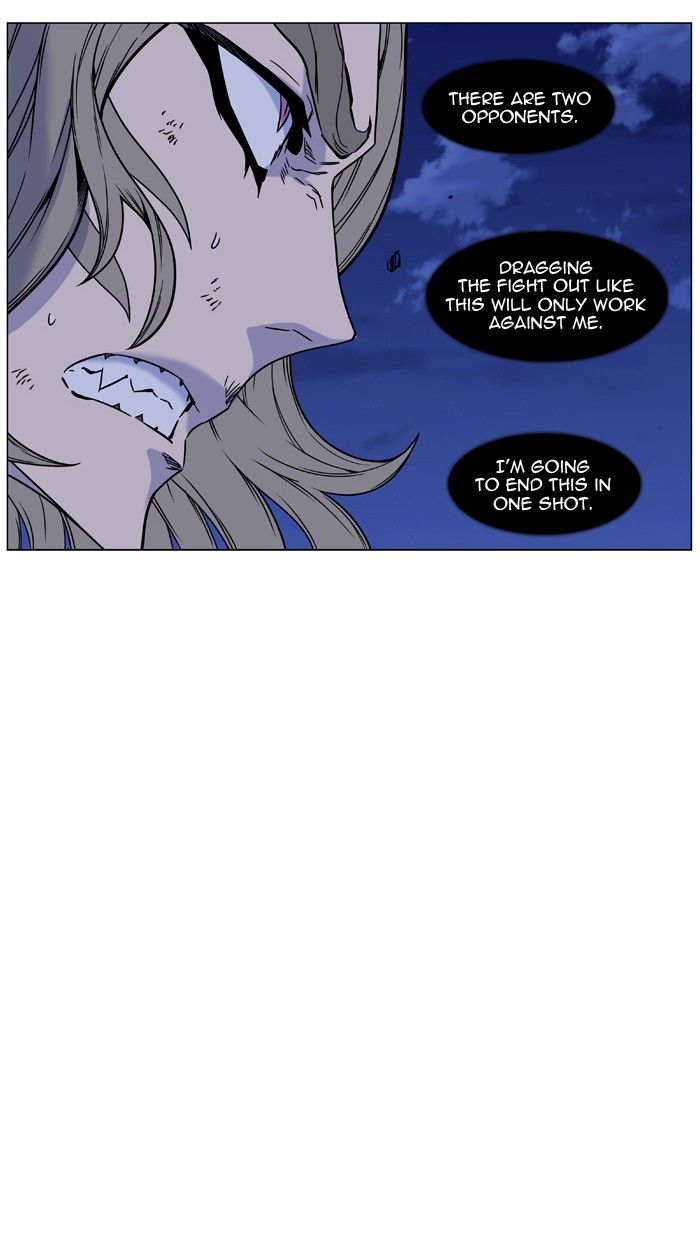 THERE ARE TWO
OPPONENTS.
DRAGGING
THE FIGHT OUT LIKE
THIS WILL ONLY WORK
AGAINST ME.
I'M GOING
TO END THIS IN
ONE SHOT.